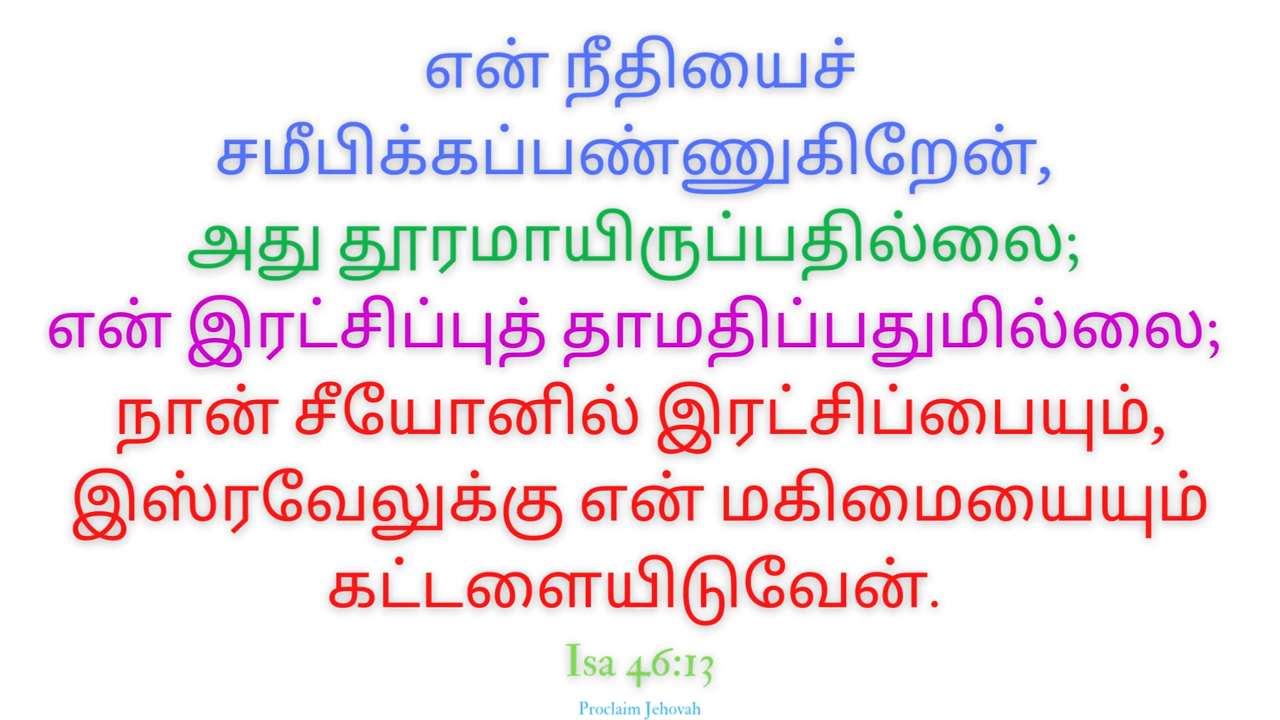 என் நீதியைச்
சமீபிக்கப்பண்ணுகிறேன்,
அது தூரமாயிருப்பதில்லை;
என் இரட்சிப்புத் தாமதிப்பதுமில்லை;
நான் சீயோனில் இரட்சிப்பையும்,
இஸ்ரவேலுக்கு என் மகிமையையும்
கட்டளையிடுவேன்.
Isa 46:13
Proclaim Jehovah